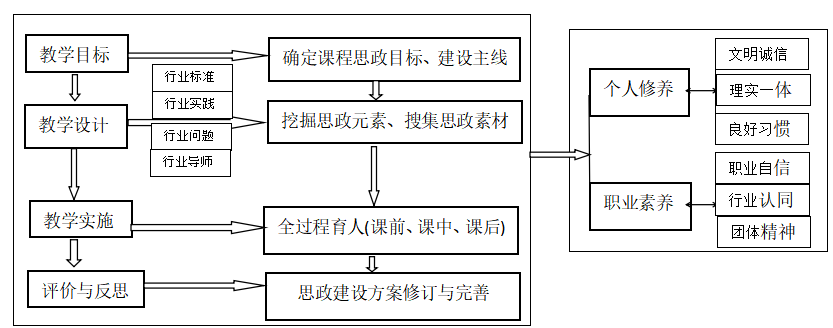 教学目标
确定课程思政目标、建设主线
行业标准
行业实践
教学设计
挖掘思政元素、搜集思政素材
行业问题
行业导师
教学实施
全过程育人(课前、课中、课后)
评价与反思
思政建设方案修订与完善
文明诚信
个人修养
理实一体
良好习惯
职业自信
职业素养
行业认同
团体精神